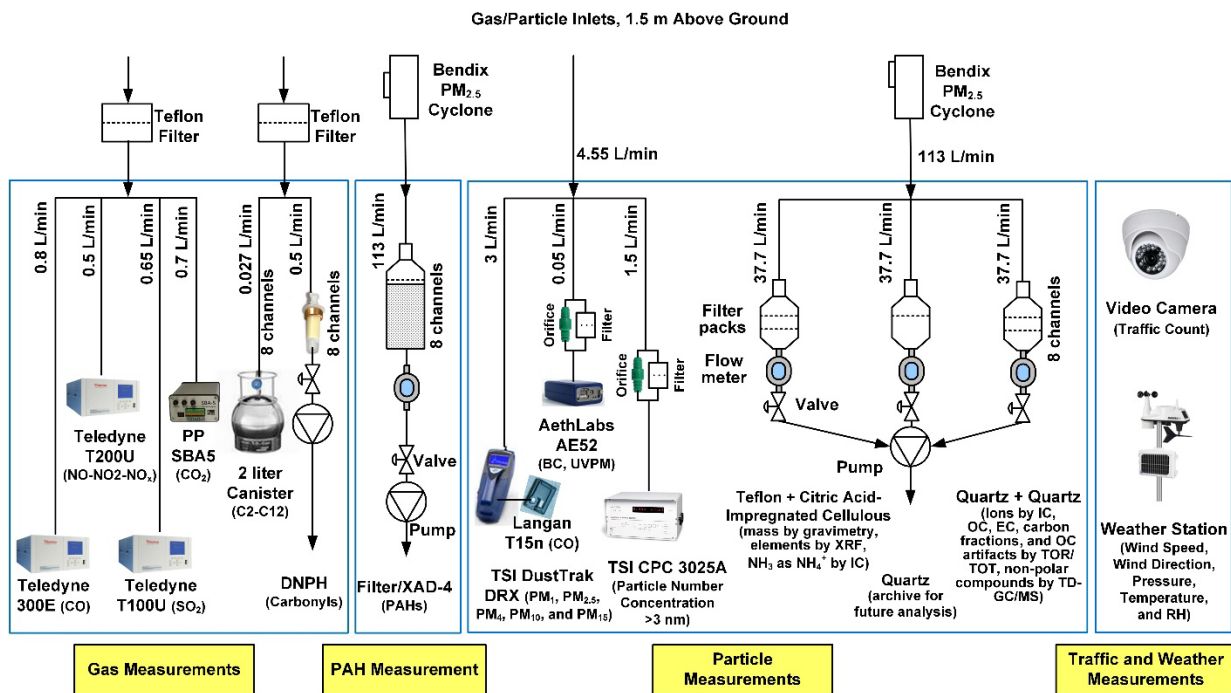 Gas/Particle Inlets, 1.5 m Above Ground
Teflon
Filter
Teflon
Filter
Bendix
PM2.5
Cyclone
4.55 L/min
Bendix
PM2.5
Cyclone
113 L/min
0.8 L/min
0.5 L/min
0.65 L/min
0.7 L/min
0.027 L/min
8 channels
0.5 L/min
8 channels
Teledyne
T200U
(NO-NO2-NOx)
PP
SBA5
(CO2)
2 liter
Canister
(C2-C12)
Teledyne
300E (CO)
Teledyne
T100U (SO2)
DNPH
(Carbonyls)
113 L/min
8 channels
Valve
Pump
Filter/XAD-4
(PAHs)
3 L/min
0.05 L/min
1.5 L/min
Orifice
Filter
Orifice
Filter
AethLabs
AE52
(BC, UVPM)
Langan
T15n (CO)
TSI DustTrak
DRX (PM1, PM2.5,
PM4, PM10, and PM15)
TSI CPC 3025A
(Particle Number
Concentration
>3 nm)
37.7 L/min
37.7 L/min
37.7 L/min
Filter
packs
8 channels
Flow
meter
Valve
Pump
Teflon + Citric Acid-
Impregnated Cellulous
(mass by gravimetry,
elements by XRF,
NH3 as NH4+ by IC)
Quartz
(archive for
future analysis)
Quartz + Quartz
(Ions by IC,
OC, EC, carbon
fractions, and OC
artifacts by TOR/
TOT, non-polar
compounds by TD-
GC/MS)
Video Camera
(Traffic Count)
Weather Station
(Wind Speed,
Wind Direction,
Pressure,
Temperature,
and RH)
Gas Measurements
PAH Measurement
Particle
Measurements
Traffic and Weather
Measurements